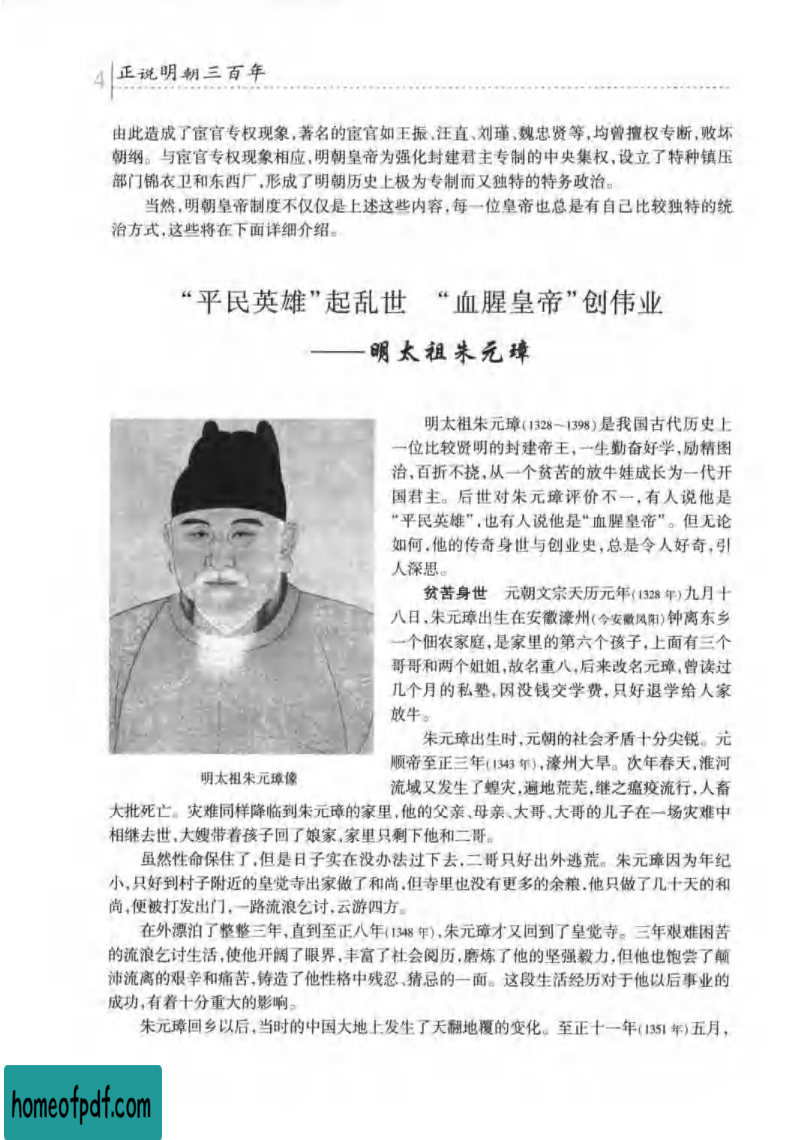 4 正说明朝三百年
由此造成了宦官专权现象,著名的宦官如王振、汪直、刘瑾、魏忠贤等,均曾擅权专断,败坏
朝纲。与宦官专权现象相应,明朝皇帝为强化封建君主专制的中央集权,设立了特种镇压
部门锦衣卫和东西厂,形成了明朝历史上极为专制而又独特的特务政治。
当然,明朝皇帝制度不仅仅是上述这些内容,每一位皇帝也总是有自己比较独特的统
治方式,这些将在下面详细介绍。
“平民英雄”起乱世 “血腥皇帝”创伟业
——明太祖朱元璋
明太祖朱元璋(1328~1398)是我国古代历史上
一位比较贤明的封建帝王,一生勤奋好学,励精图
治,百折不挠,从一个贫苦的放牛娃成长为一代开
国君主。后世对朱元璋评价不一,有人说他是
“平民英雄”,也有人说他是“血腥皇帝”。但无论
如何,他的传奇身世与创业史,总是令人好奇,引
人深思。
贫苦身世 元朝文宗天历元年(1328 年)九月十
八日,朱元璋出生在安徽濠州(今安徽凤阳)钟离东乡
一个佃农家庭,是家里的第六个孩子,上面有三个
哥哥和两个姐姐,故名重八,后来改名元璋,曾读过
几个月的私塾,因没钱交学费,只好退学给人家
放牛。
朱元璋出生时,元朝的社会矛盾十分尖锐。元
顺帝至正三年(1343 年),濠州大旱。次年春天,淮河
流域又发生了蝗灾,遍地荒芜,继之瘟疫流行,人畜
明太祖朱元璋像
大批死亡。灾难同样降临到朱元璋的家里,他的父亲、母亲、大哥、大哥的儿子在一场灾难中
相继去世,大嫂带着孩子回了娘家,家里只剩下他和二哥。
虽然性命保住了,但是日子实在没办法过下去,二哥只好出外逃荒。朱元璋因为年纪
小,只好到村子附近的皇觉寺出家做了和尚,但寺里也没有更多的余粮,他只做了几十天的和
尚,便被打发出门,一路流浪乞讨,云游四方。
在外漂泊了整整三年,直到至正八年(1348 年),朱元璋才又回到了皇觉寺。三年艰难困苦
的流浪乞讨生活,使他开阔了眼界,丰富了社会阅历,磨炼了他的坚强毅力,但他也饱尝了颠
沛流离的艰辛和痛苦,铸造了他性格中残忍、猜忌的一面。这段生活经历对于他以后事业的
成功,有着十分重大的影响。
朱元璋回乡以后,当时的中国大地上发生了天翻地覆的变化。至正十一年(1351 年)五月,
homeofpdf.com